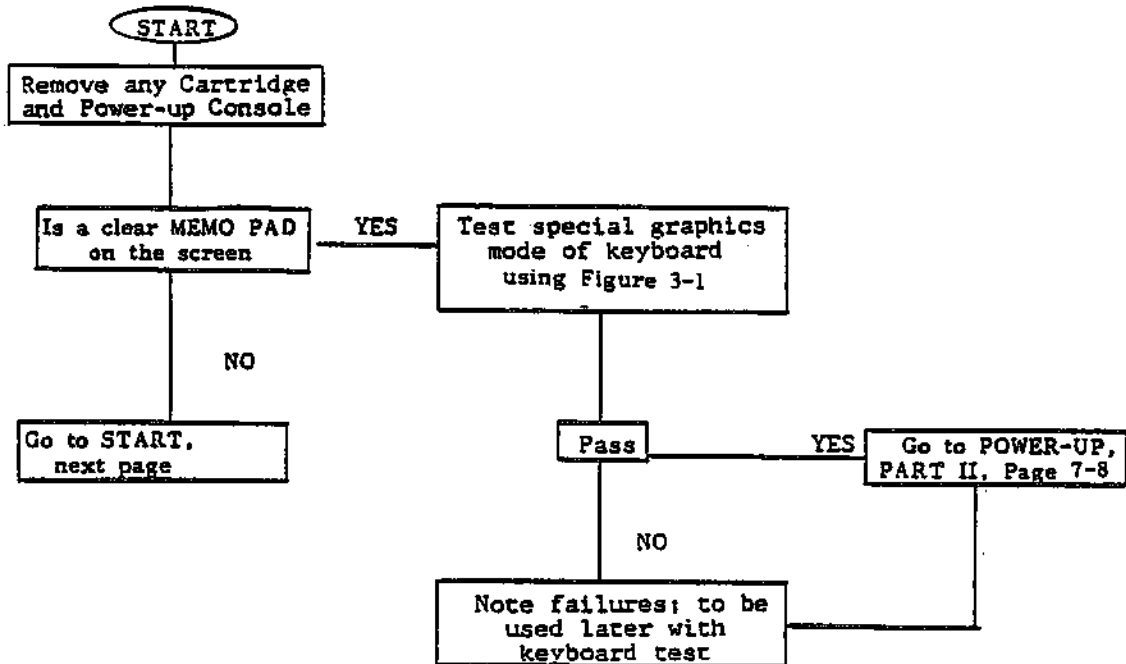 START
Remove any Cartridge
and Power-up Console
Is a clear MEMO PAD
on the screen
YES
Test special graphics
mode of keyboard
using Figure 3-1
NO
Go to START,
next page
Pass
YES
Go to POWER-UP,
PART II, Page 7-8
NO
Note failures; to be
used later with
keyboard test